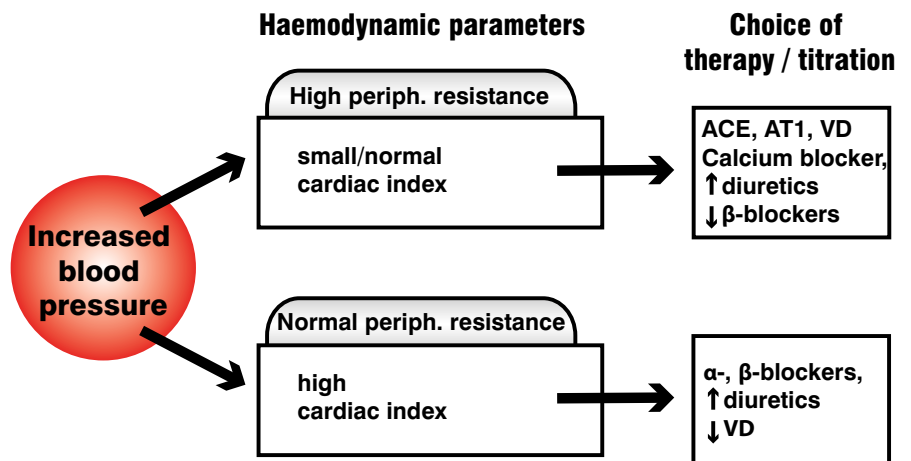 Haemodynamic parameters
Choice of
therapy / titration
Increased
blood
pressure
High periph. resistance
small/normal
cardiac index
ACE, AT1, VD
Calcium blocker,
↑ diuretics
↓ β-blockers
Normal periph. resistance
high
cardiac index
α-, β-blockers,
↑ diuretics
↓ VD